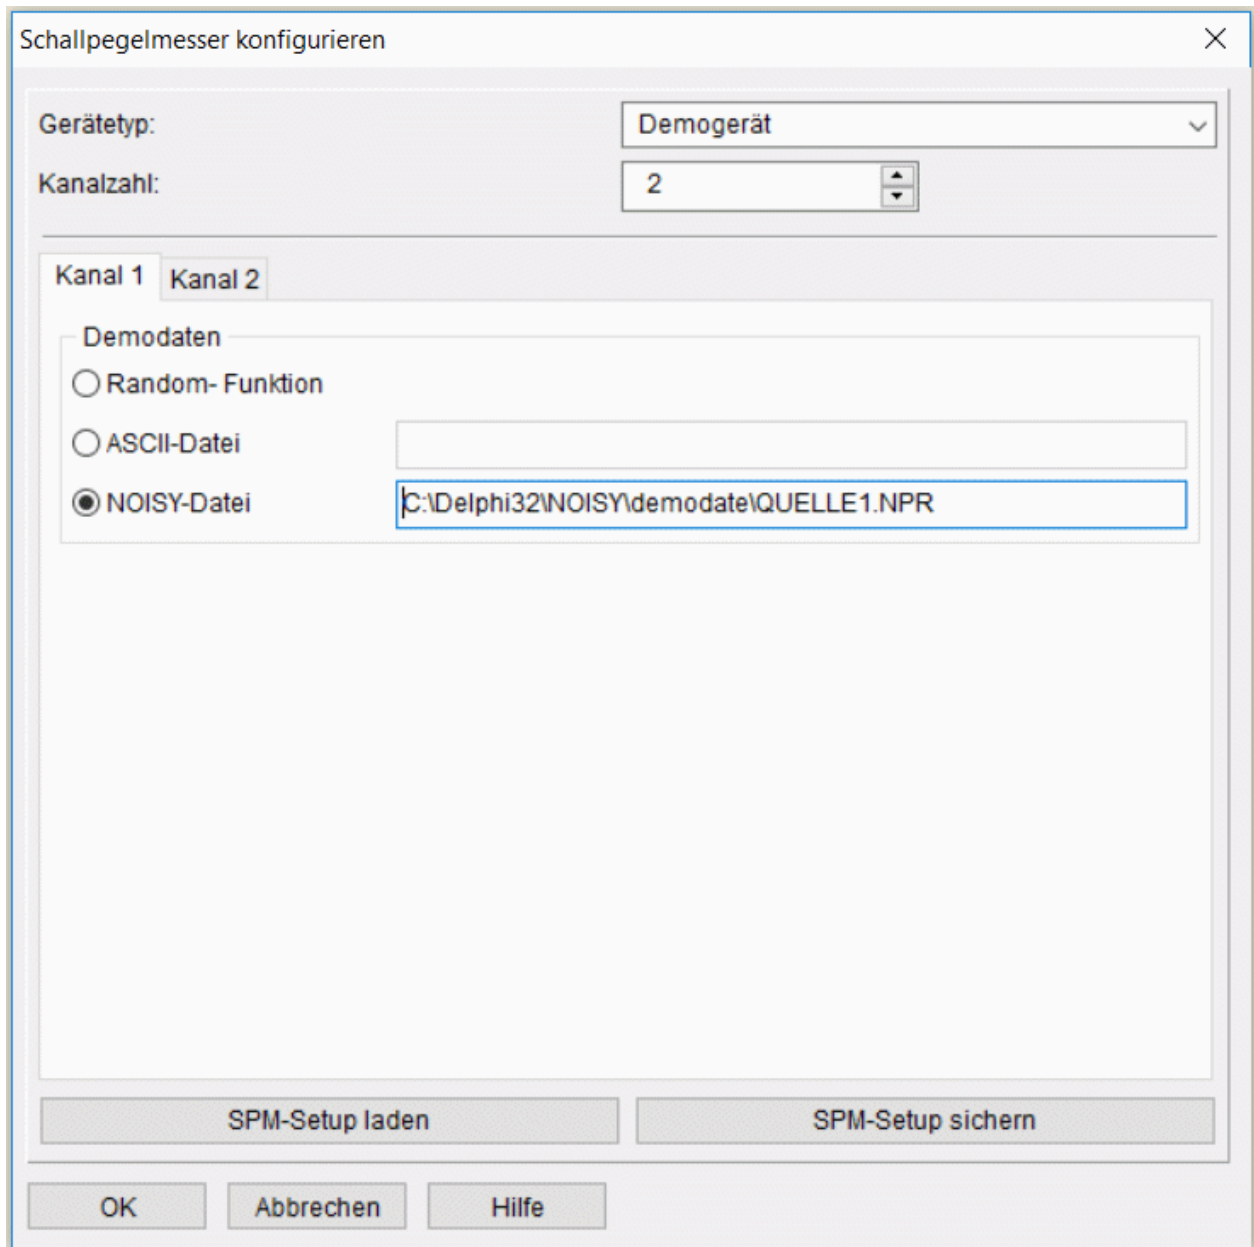 Schallpegelmesser konfigurieren
Gerätetyp: Demogerät
Kanalzahl: 2
Kanal 1 Kanal 2
Demodaten
Random- Funktion
ASCII-Datei
NOISY-Datei C:\Delphi32\NOISY\demodate\QUELLE1.NPR
SPM-Setup laden SPM-Setup sichern
OK Abbrechen Hilfe